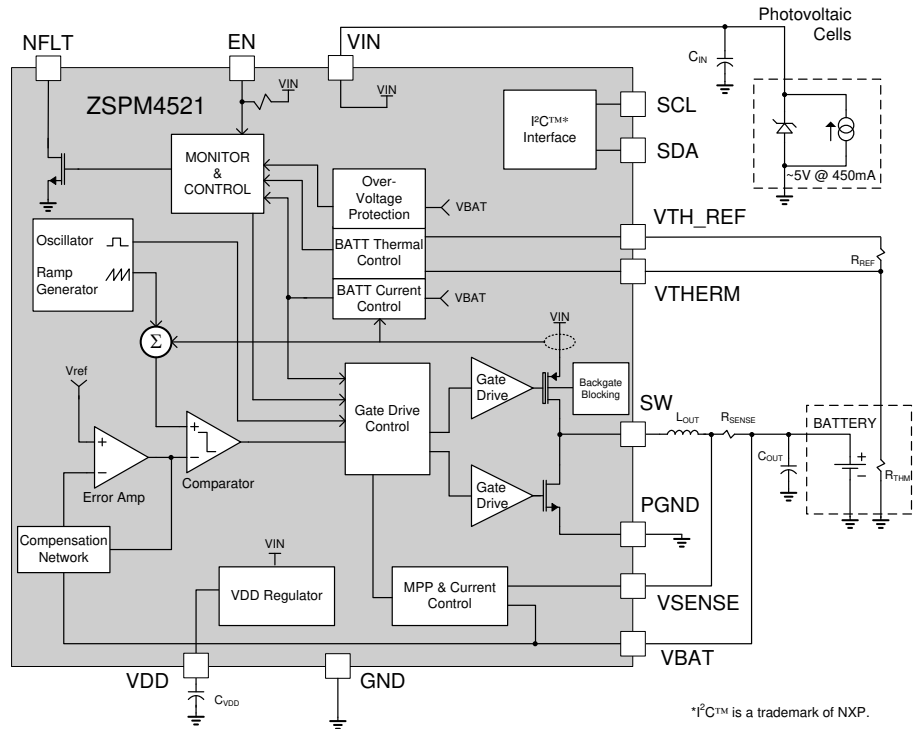 Photovoltaic
Cells
NFLT
EN
VIN
CIN
ZSPM4521
VIN
VIN
I²C™*
Interface
SCL
SDA
~5V @ 450mA
MONITOR
&
CONTROL
Over-
Voltage
Protection
VBAT
Oscillator
Ramp
Generator
BATT Thermal
Control
VTH_REF
RREF
VTHERM
BATT Current
Control
VBAT
Σ
VIN
Vref
Gate
Drive
Backgate
Blocking
Gate Drive
Control
SW
LOUT
RSENSE
BATTERY
+
−
COUT
RTHM
+
−
Error Amp
+
−
Comparator
Gate
Drive
PGND
Compensation
Network
VIN
VDD Regulator
MPP & Current
Control
VSENSE
VBAT
VDD
GND
CVDD
*I²C™ is a trademark of NXP.